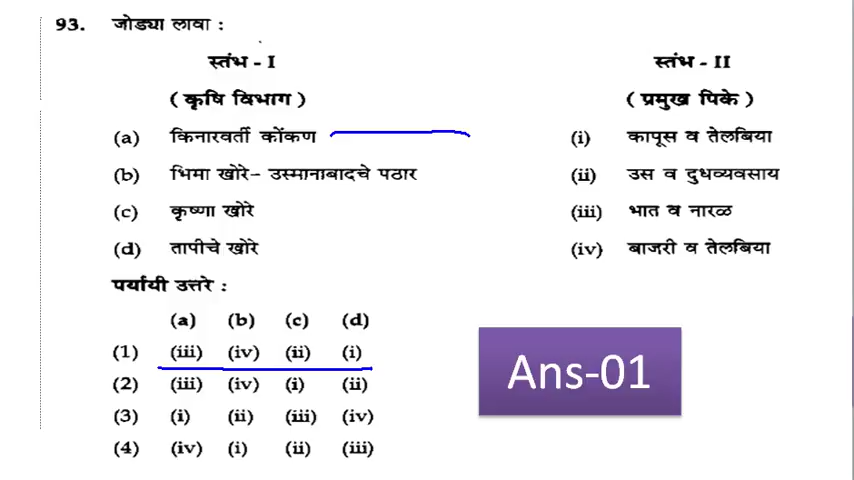 93. जोड्या लावा :
स्तंभ - I स्तंभ - II
( कृषि विभाग ) ( प्रमुख पिके )
(a) किनारवर्ती कोंकण (i) कापूस व तेलबिया
(b) भिमा खोरे- उस्मानाबादचे पठार (ii) उस व दुधव्यवसाय
(c) कृष्णा खोरे (iii) भात व नारळ
(d) तापीचे खोरे (iv) बाजरी व तेलबिया
पर्यायी उत्तरे :
(a) (b) (c) (d)
(1) (iii) (iv) (ii) (i)
(2) (iii) (iv) (i) (ii)
(3) (i) (ii) (iii) (iv)
(4) (iv) (i) (ii) (iii)
Ans-01